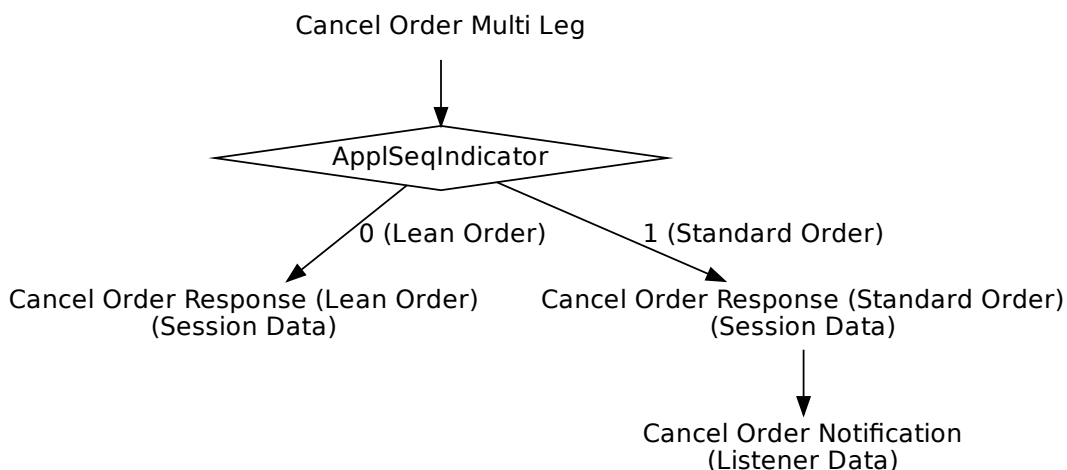 Cancel Order Multi Leg
ApplSeqIndicator
0 (Lean Order)
1 (Standard Order)
Cancel Order Response (Lean Order)
(Session Data)
Cancel Order Response (Standard Order)
(Session Data)
Cancel Order Notification
(Listener Data)